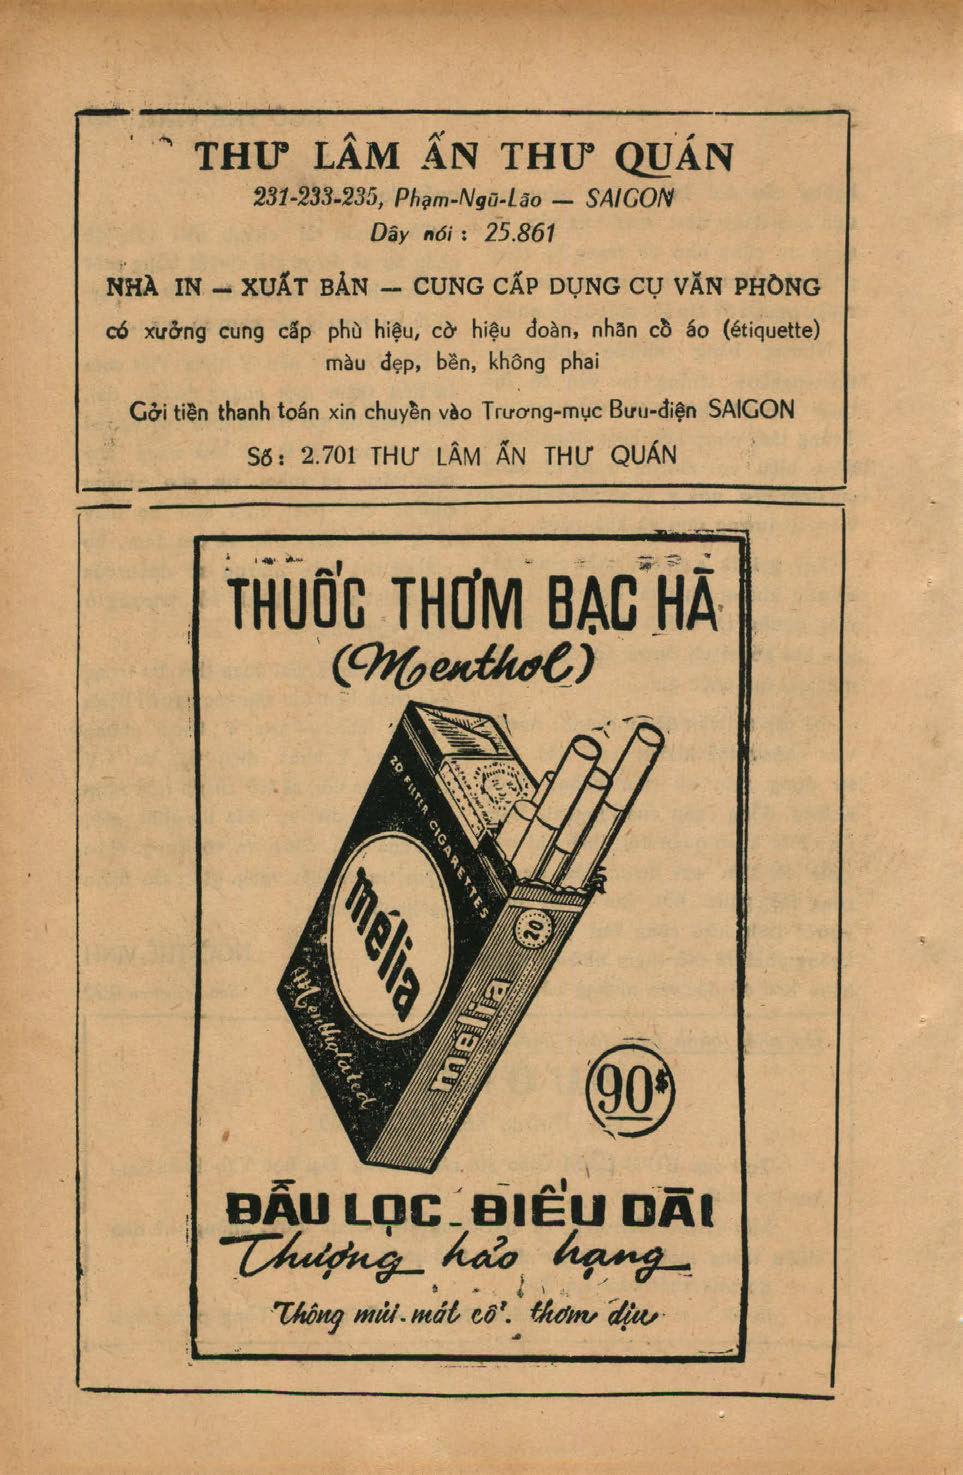 THƯ LÂM ẤN THƯ QUÁN
231-233-235, Phạm-Ngũ-Lão — SAIGON
Dây nói : 25.861
NHÀ IN — XUẤT BẢN — CUNG CẤP DỤNG CỤ VĂN PHÒNG
có xưởng cung cấp phù hiệu, cờ hiệu đoàn, nhãn cồ áo (étiquette)
màu đẹp, bền, không phai
Gởi tiền thanh toán xin chuyền vào Trương-mục Bưu-điện SAIGON
Số : 2.701 THƯ LÂM ẤN THƯ QUÁN
THUỐC THƠM BẠC HÀ
(Menthol)
20 FILTER CIGARETTES
mélia
Mentholated
20
mélia
90$
ĐẦU LỌC _ ĐIẾU DÀI
Thượng hảo hạng
Thông mũi. mát cổ. thơm dịu